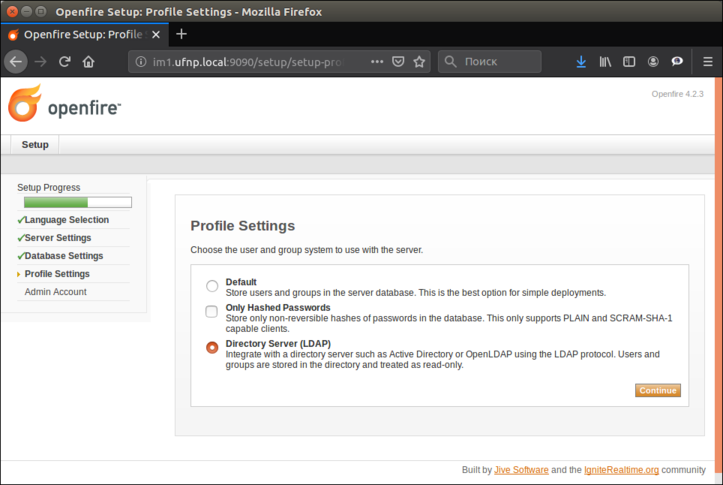 Openfire Setup: Profile Settings - Mozilla Firefox
Openfire Setup: Profile
im1.ufnp.local:9090/setup/setup-pro
Поиск
openfire™
Openfire 4.2.3
Setup
Setup Progress
Language Selection
Server Settings
Database Settings
Profile Settings
Admin Account
Profile Settings
Choose the user and group system to use with the server.
Default
Store users and groups in the server database. This is the best option for simple deployments.
Only Hashed Passwords
Store only non-reversible hashes of passwords in the database. This only supports PLAIN and SCRAM-SHA-1
capable clients.
Directory Server (LDAP)
Integrate with a directory server such as Active Directory or OpenLDAP using the LDAP protocol. Users and
groups are stored in the directory and treated as read-only.
Continue
Built by Jive Software and the IgniteRealtime.org community